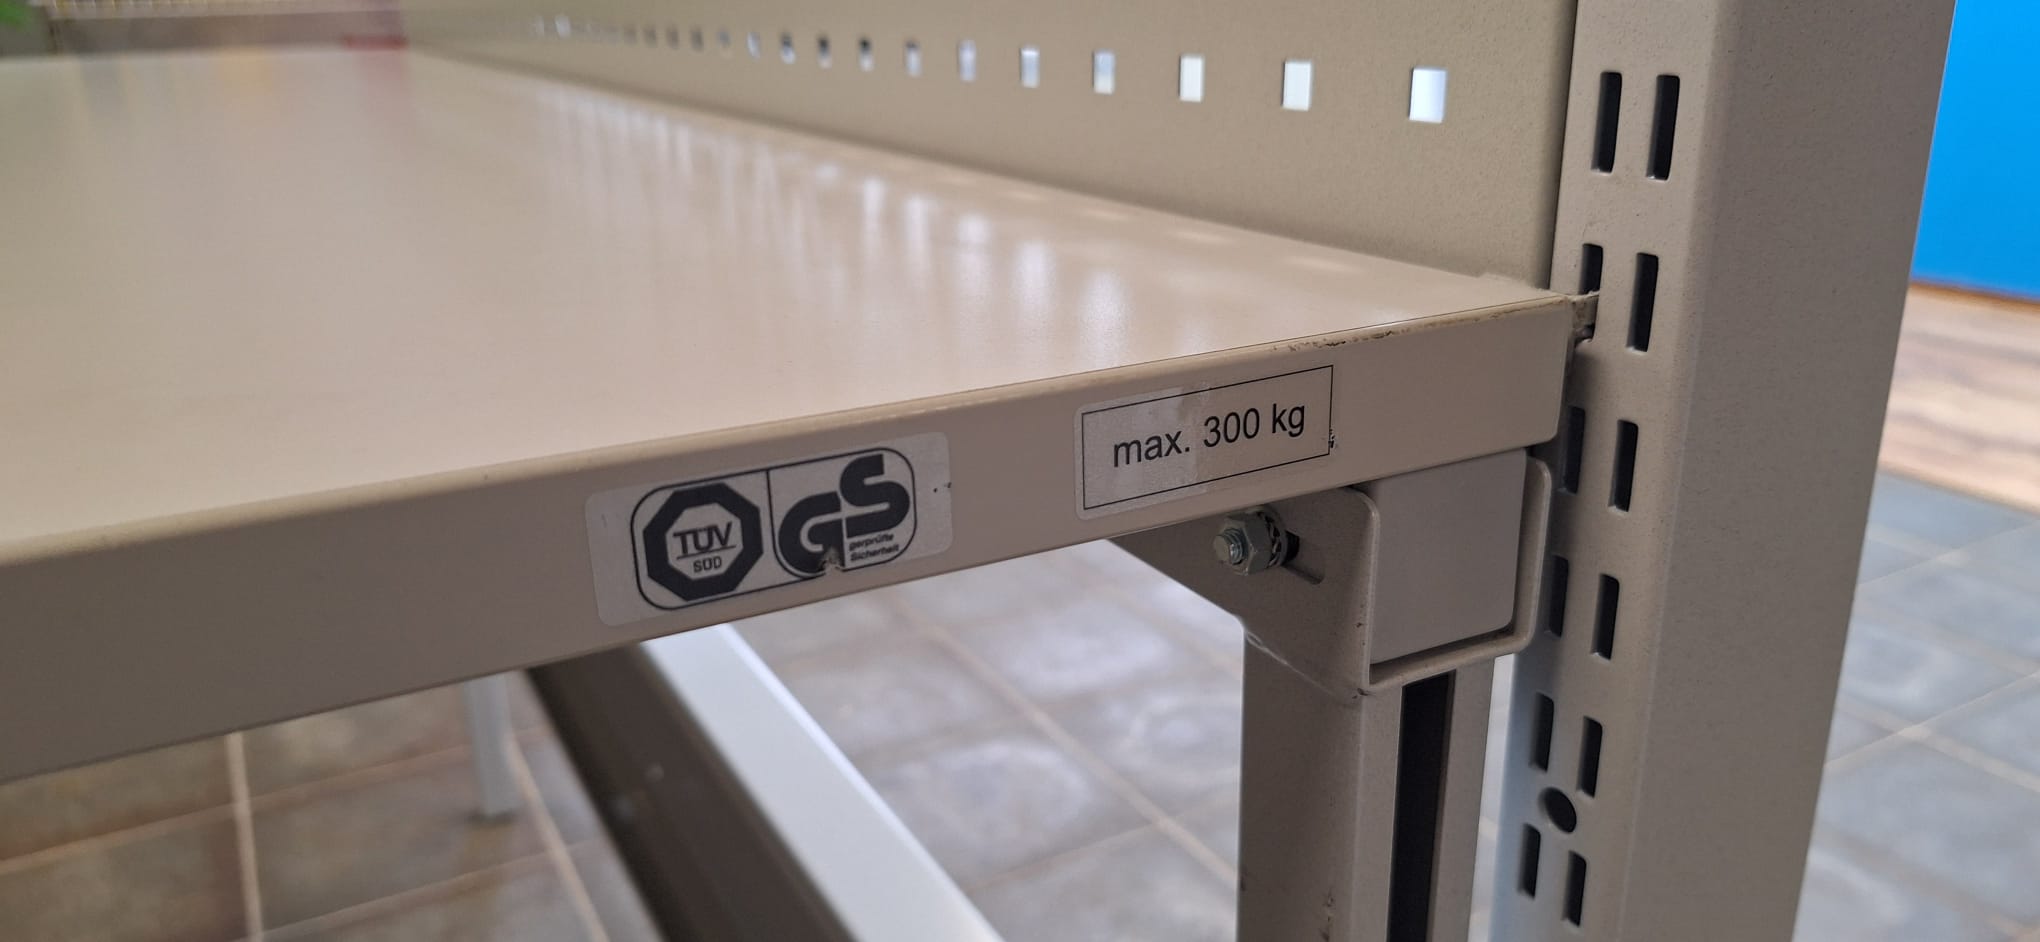 TÜV
SÜD
GS
geprüfte
Sicherheit
max. 300 kg